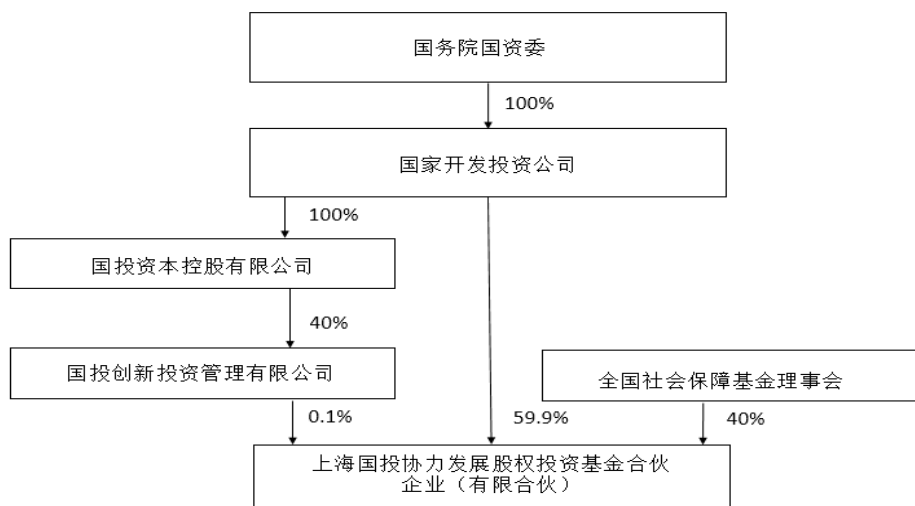 国务院国资委
100%
国家开发投资公司
100%
国投资本控股有限公司
40%
国投创新投资管理有限公司
全国社会保障基金理事会
0.1%
59.9%
40%
上海国投协力发展股权投资基金合伙
企业（有限合伙）